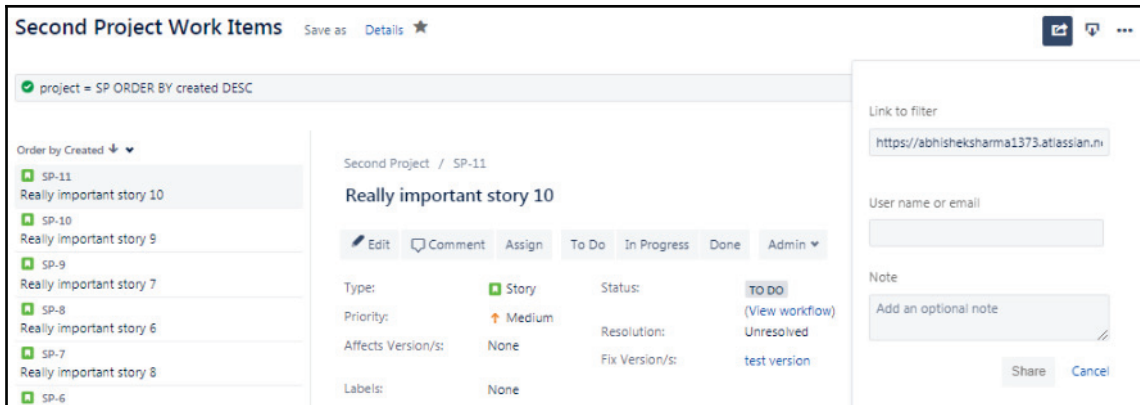 Second Project Work Items Save as Details
project = SP ORDER BY created DESC
Order by Created
SP-11
Really important story 10
SP-10
Really important story 9
SP-9
Really important story 7
SP-8
Really important story 6
SP-7
Really important story 8
SP-6
Second Project / SP-11
Really important story 10
Edit Comment Assign To Do In Progress Done Admin
Type: Story Status: TO DO
(View workflow)
Priority: Medium Resolution: Unresolved
Affects Version/s: None Fix Version/s: test version
Labels: None
Link to filter
https://abhisheksharma1373.atlassian.n
User name or email
Note
Add an optional note
Share Cancel